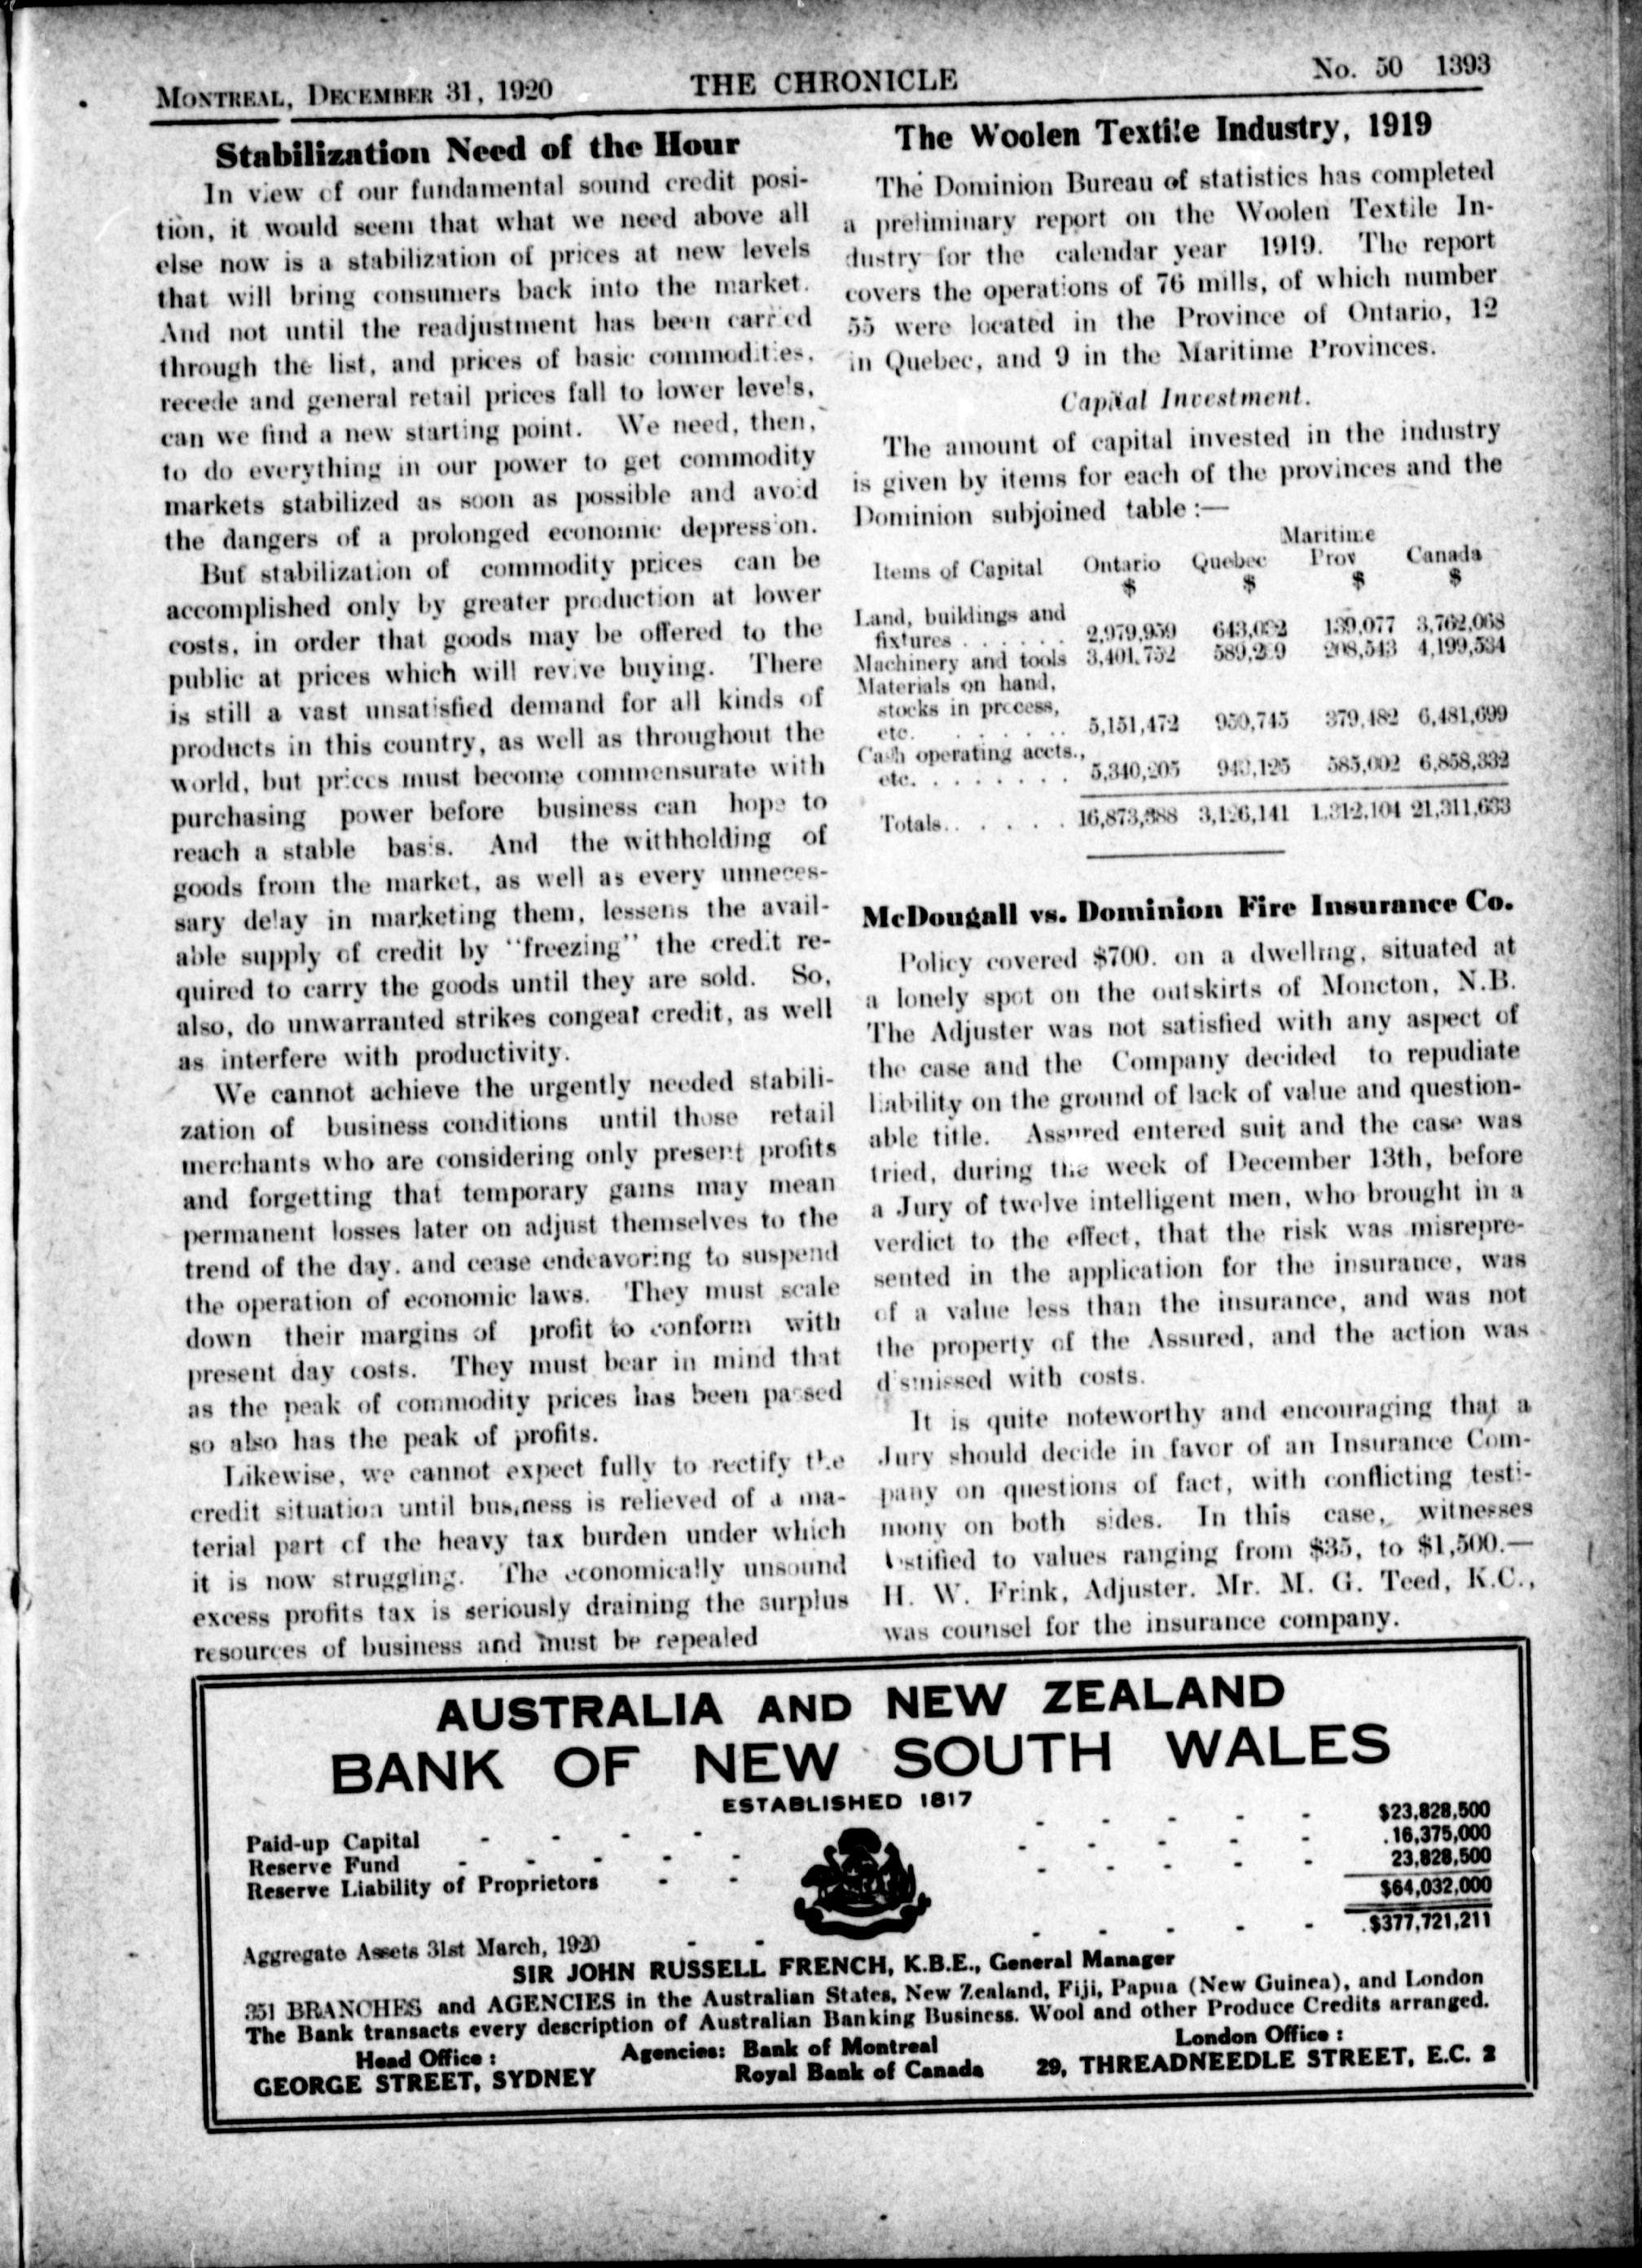 MONTREAL, DECEMBER 31, 1920 THE CHRONICLE No. 50 1393
Stabilization Need of the Hour
In view of our fundamental sound credit posi-
tion, it would seem that what we need above all
else now is a stabilization of prices at new levels
that will bring consumers back into the market.
And not until the readjustment has been carried
through the list, and prices of basic commodities,
recede and general retail prices fall to lower levels,
can we find a new starting point. We need, then,
to do everything in our power to get commodity
markets stabilized as soon as possible and avoid
the dangers of a prolonged economic depression.
But stabilization of commodity prices can be
accomplished only by greater production at lower
costs, in order that goods may be offered to the
public at prices which will revive buying. There
is still a vast unsatisfied demand for all kinds of
products in this country, as well as throughout the
world, but prices must become commensurate with
purchasing power before business can hope to
reach a stable basis. And the withholding of
goods from the market, as well as every unneces-
sary delay in marketing them, lessens the avail-
able supply of credit by "freezing" the credit re-
quired to carry the goods until they are sold. So,
also, do unwarranted strikes congeal credit, as well
as interfere with productivity.
We cannot achieve the urgently needed stabili-
zation of business conditions until those retail
merchants who are considering only present profits
and forgetting that temporary gains may mean
permanent losses later on adjust themselves to the
trend of the day, and cease endeavoring to suspend
the operation of economic laws. They must scale
down their margins of profit to conform with
present day costs. They must bear in mind that
as the peak of commodity prices has been passed
so also has the peak of profits.
Likewise, we cannot expect fully to rectify the
credit situation until business is relieved of a ma-
terial part of the heavy tax burden under which
it is now struggling. The economically unsound
excess profits tax is seriously draining the surplus
resources of business and must be repealed
The Woolen Textile Industry, 1919
The Dominion Bureau of statistics has completed
a preliminary report on the Woolen Textile In-
dustry for the calendar year 1919. The report
covers the operations of 76 mills, of which number
55 were located in the Province of Ontario, 12
in Quebec, and 9 in the Maritime Provinces.
Capital Investment.
The amount of capital invested in the industry
is given by items for each of the provinces and the
Dominion subjoined table:—
Maritime
Items of Capital Ontario Quebec Prov Canada
$ $ $ $
Land, buildings and
fixtures . . . . . . 2,979,959 139,077 3,762,068
Machinery and tools 3,401,752 208,543 4,199,534
Materials on hand,
stocks in process,
etc. . . . . . . 5,151,472 950,745 379,482 6,481,699
Cash operating accts.,
etc. . . . . . . . 5,340,205 585,002 6,858,332
Totals. . . . . . 3,126,141 1,312,104 21,311,633
McDougall vs. Dominion Fire Insurance Co.
Policy covered $700. on a dwelling, situated at
a lonely spot on the outskirts of Moncton, N.B.
The Adjuster was not satisfied with any aspect of
the case and the Company decided to repudiate
liability on the ground of lack of value and question-
able title. Assured entered suit and the case was
tried, during the week of December 13th, before
a Jury of twelve intelligent men, who brought in a
verdict to the effect, that the risk was misrepre-
sented in the application for the insurance, was
of a value less than the insurance, and was not
the property of the Assured, and the action was
dismissed with costs.
It is quite noteworthy and encouraging that a
Jury should decide in favor of an Insurance Com-
pany on questions of fact, with conflicting testi-
mony on both sides. In this case, witnesses
testified to values ranging from $35, to $1,500.—
H. W. Frink, Adjuster. Mr. M. G. Teed, K.C.,
was counsel for the insurance company.
AUSTRALIA AND NEW ZEALAND
BANK OF NEW SOUTH WALES
ESTABLISHED 1817
Paid-up Capital - - - - - - - - - $23,828,500
Reserve Fund - - - - - - - - - - .16,375,000
Reserve Liability of Proprietors - - - - - - - 23,828,500
$64,032,000
Aggregate Assets 31st March, 1920 - - - - - - - .$377,721,211
SIR JOHN RUSSELL FRENCH, K.B.E., General Manager
351 BRANCHES and AGENCIES in the Australian States, New Zealand, Fiji, Papua (New Guinea), and London
The Bank transacts every description of Australian Banking Business. Wool and other Produce Credits arranged.
Head Office: Agencies: Bank of Montreal London Office:
GEORGE STREET, SYDNEY Royal Bank of Canada 29, THREADNEEDLE STREET, E.C. 2